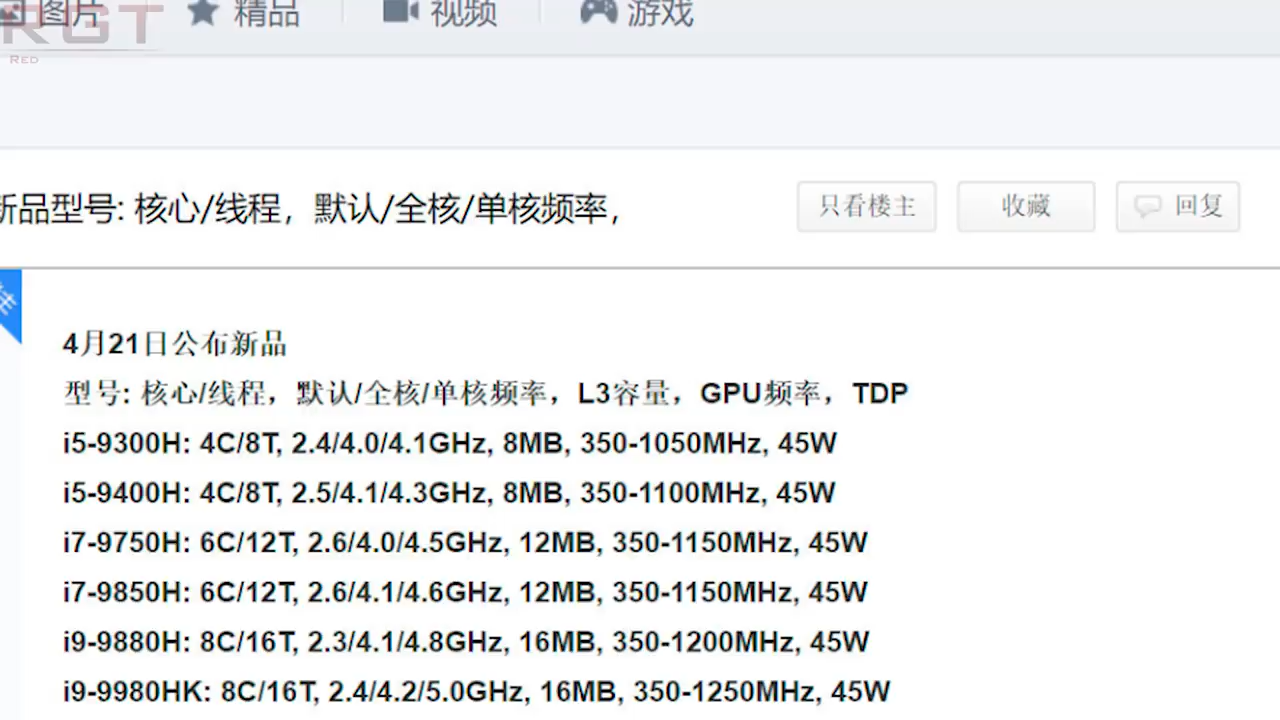 图片 精品 视频 游戏
RGT
RED
新品型号: 核心/线程，默认/全核/单核频率,
只看楼主 收藏 回复
4月21日公布新品
型号: 核心/线程，默认/全核/单核频率，L3容量，GPU频率，TDP
i5-9300H: 4C/8T, 2.4/4.0/4.1GHz, 8MB, 350-1050MHz, 45W
i5-9400H: 4C/8T, 2.5/4.1/4.3GHz, 8MB, 350-1100MHz, 45W
i7-9750H: 6C/12T, 2.6/4.0/4.5GHz, 12MB, 350-1150MHz, 45W
i7-9850H: 6C/12T, 2.6/4.1/4.6GHz, 12MB, 350-1150MHz, 45W
i9-9880H: 8C/16T, 2.3/4.1/4.8GHz, 16MB, 350-1200MHz, 45W
i9-9980HK: 8C/16T, 2.4/4.2/5.0GHz, 16MB, 350-1250MHz, 45W